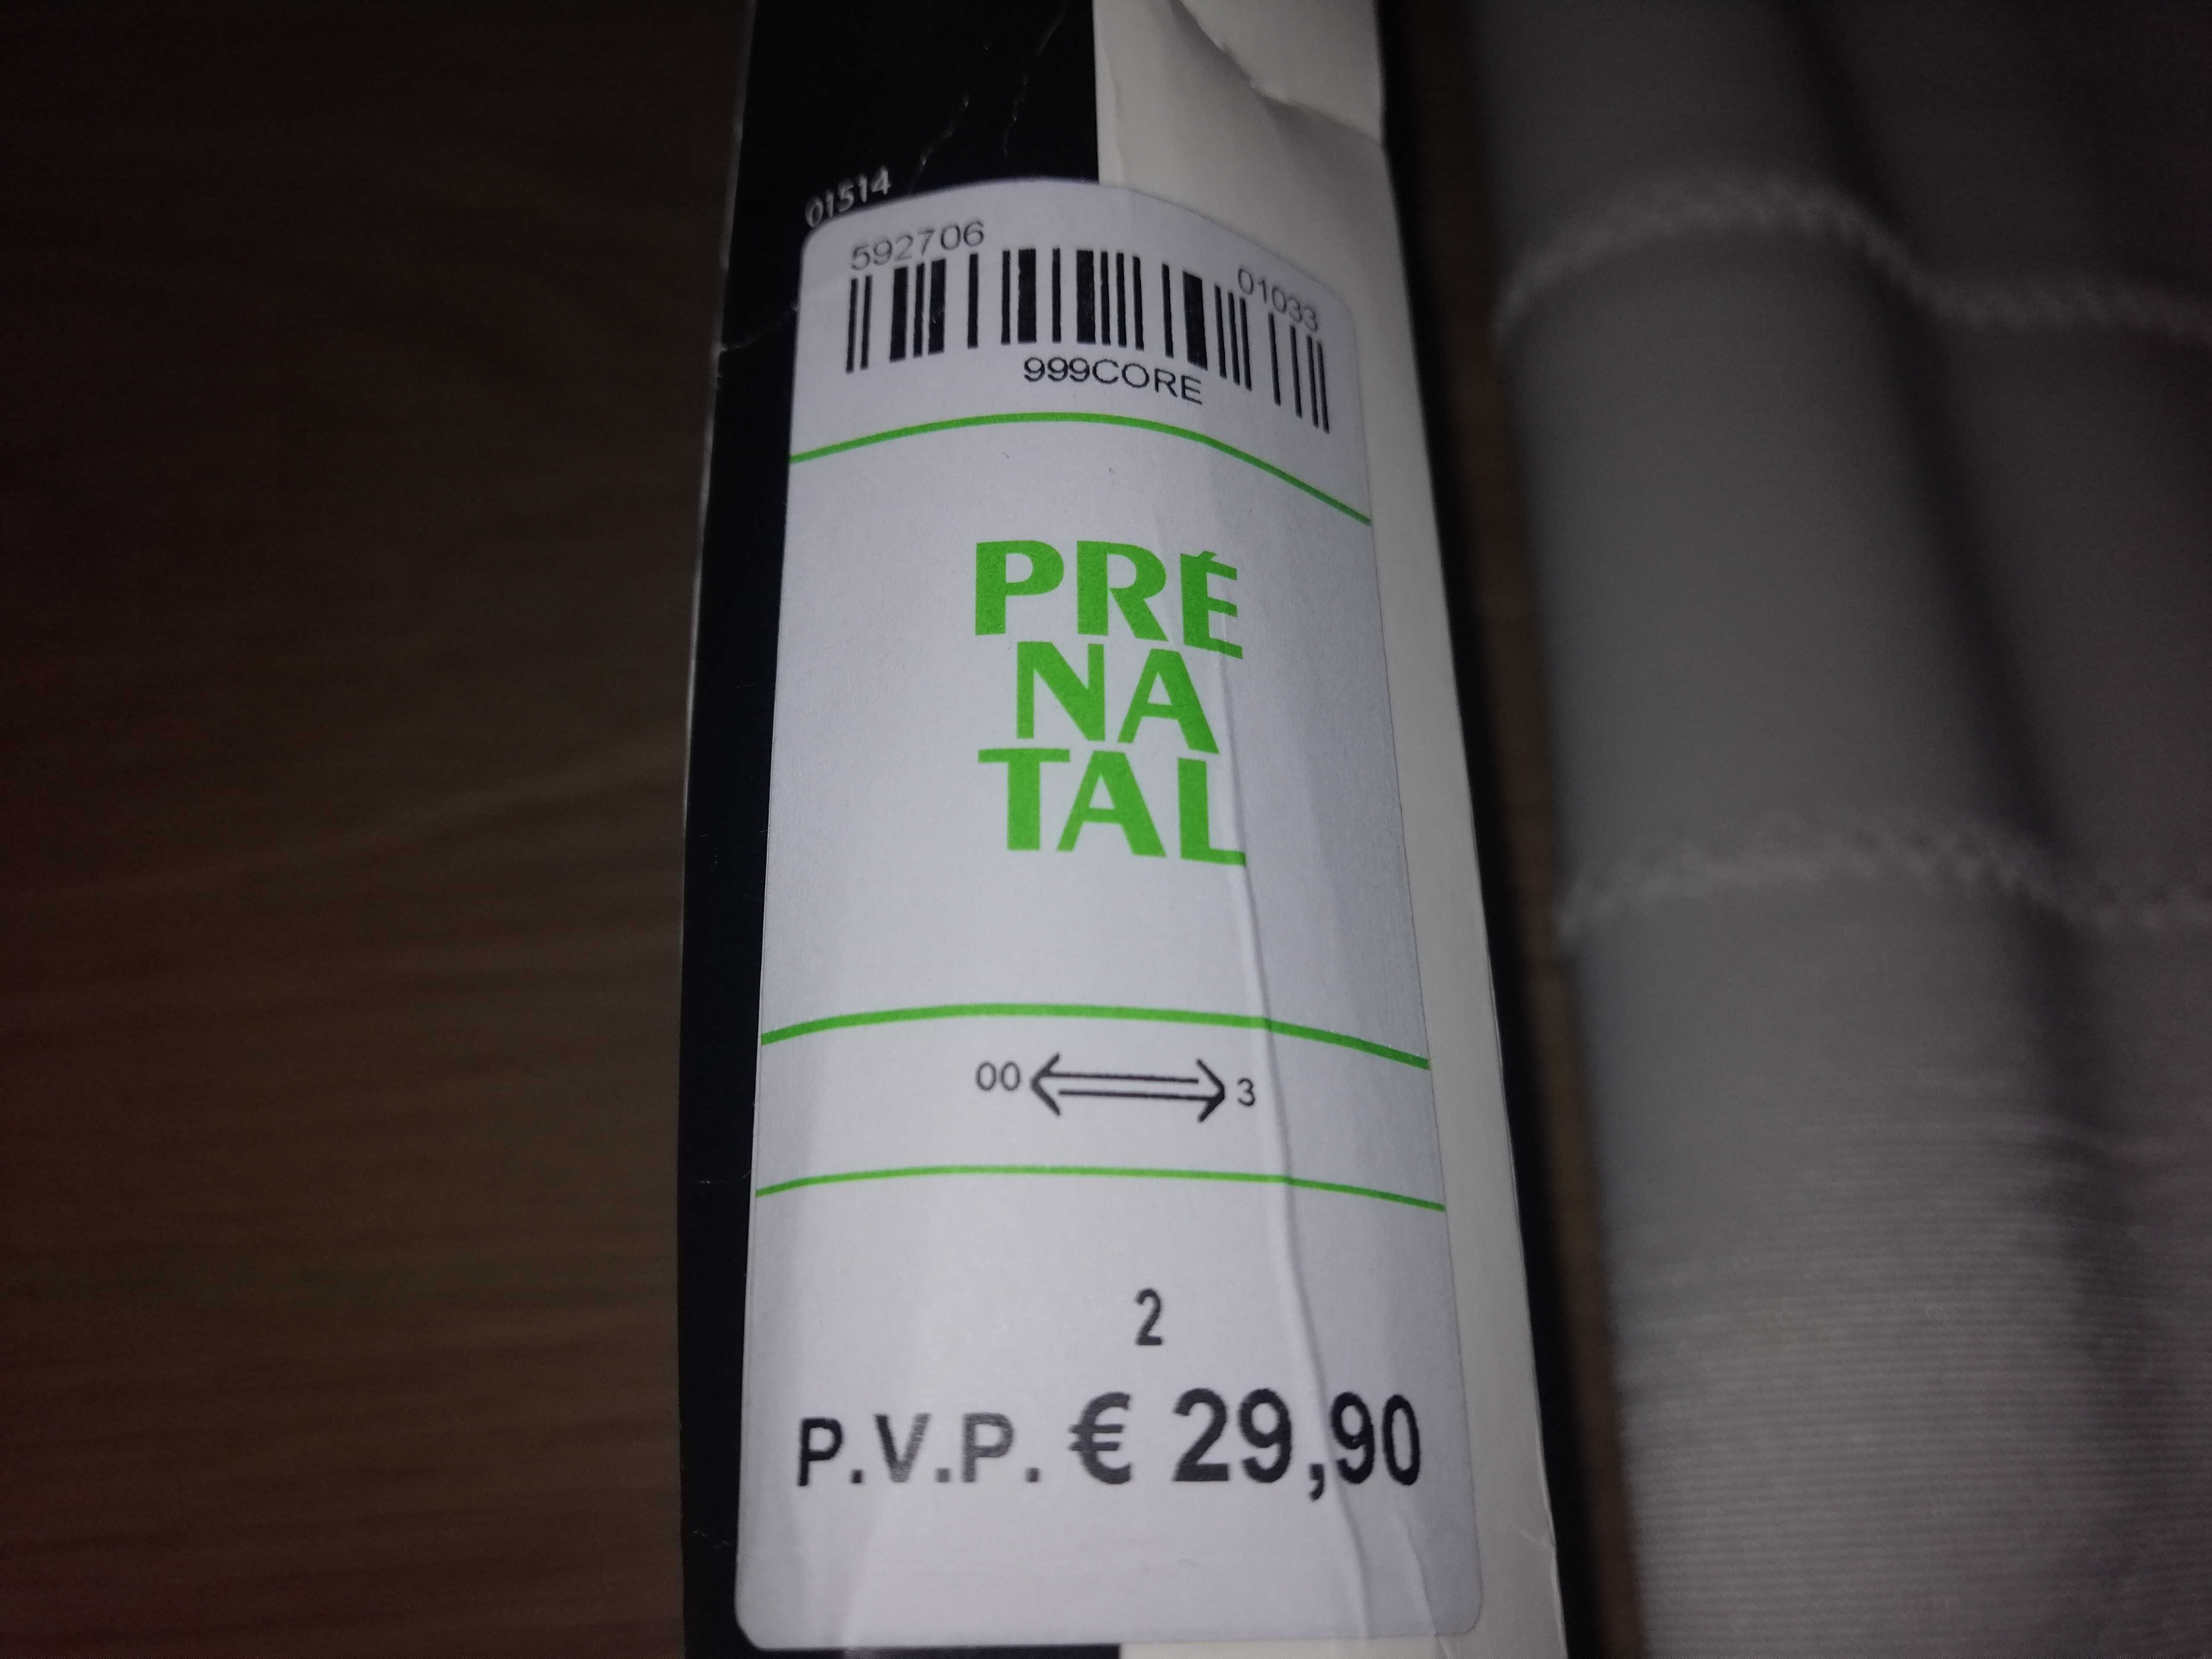 01514
592706
01033
999CORE
PRÉ
NA
TAL
00 3
2
P.V.P. € 29,90